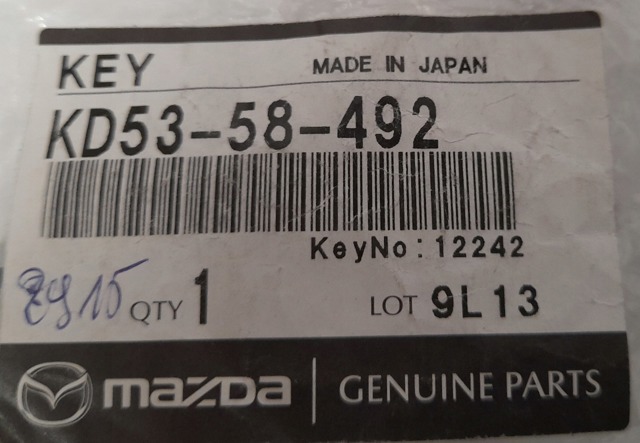 KEY MADE IN JAPAN
KD53-58-492
KeyNo: 12242
QTY 1 LOT 9L13
mazda GENUINE PARTS